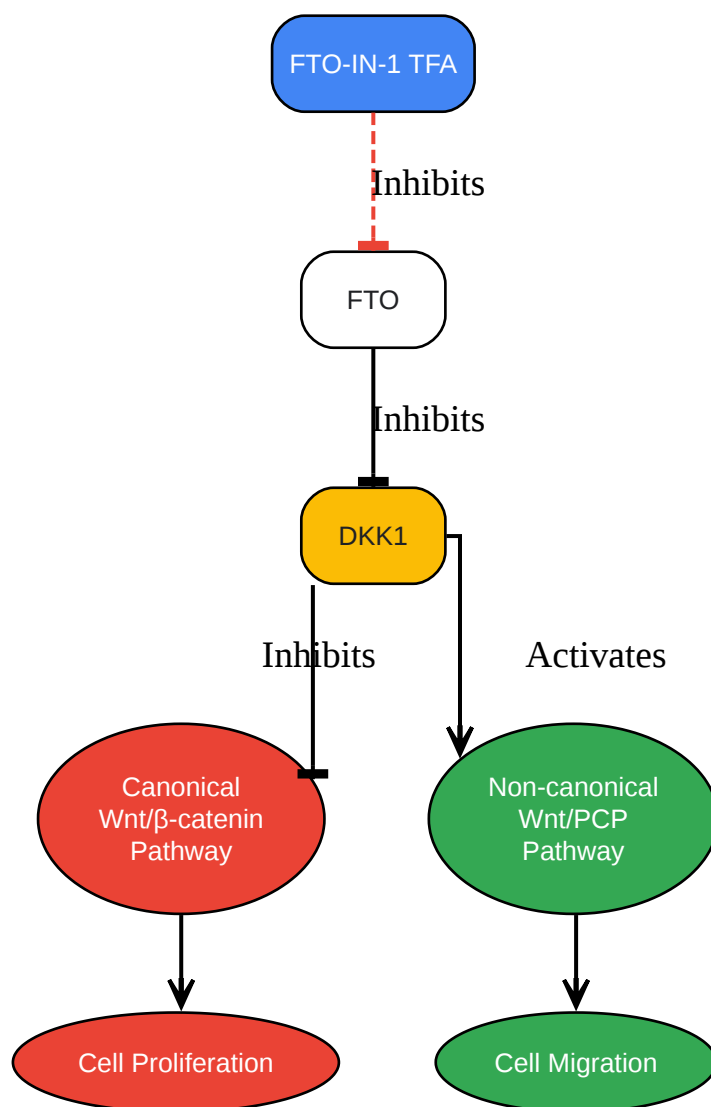 FTO-IN-1 TFA
Inhibits
FTO
Inhibits
DKK1
Inhibits
Activates
Canonical
Wnt/β-catenin
Pathway
Non-canonical
Wnt/PCP
Pathway
Cell Proliferation
Cell Migration